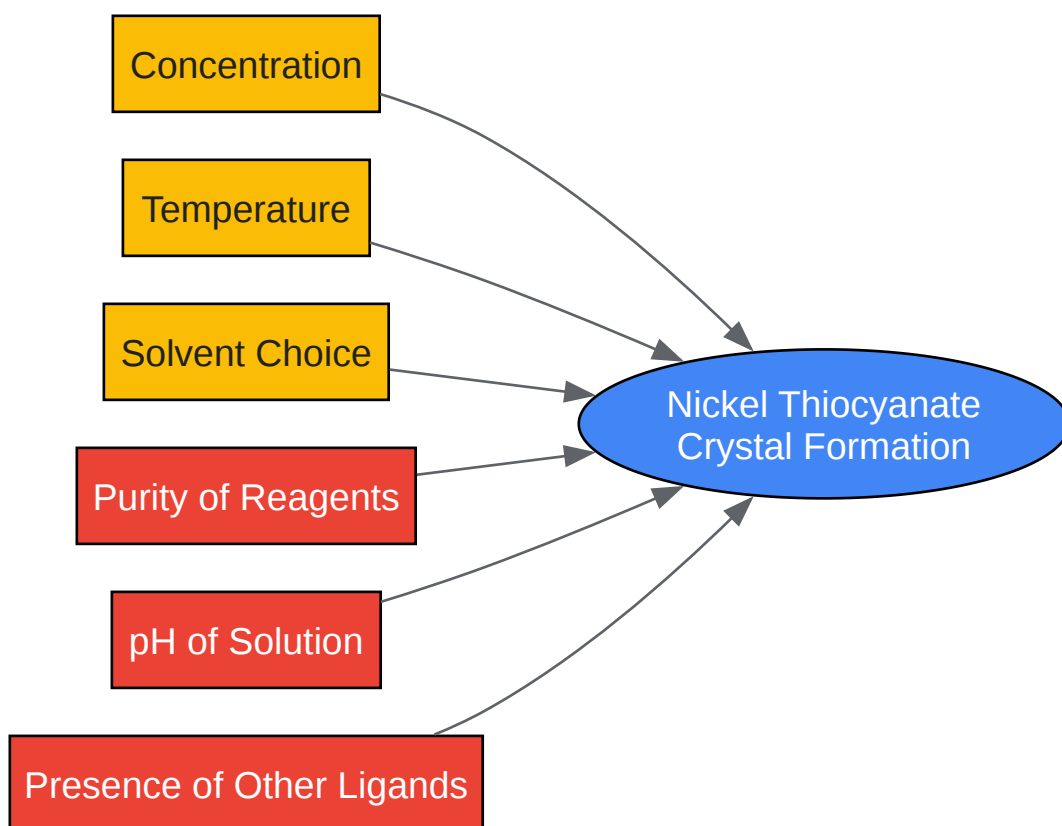 Concentration
Temperature
Solvent Choice
Nickel Thiocyanate
Crystal Formation
Purity of Reagents
pH of Solution
Presence of Other Ligands